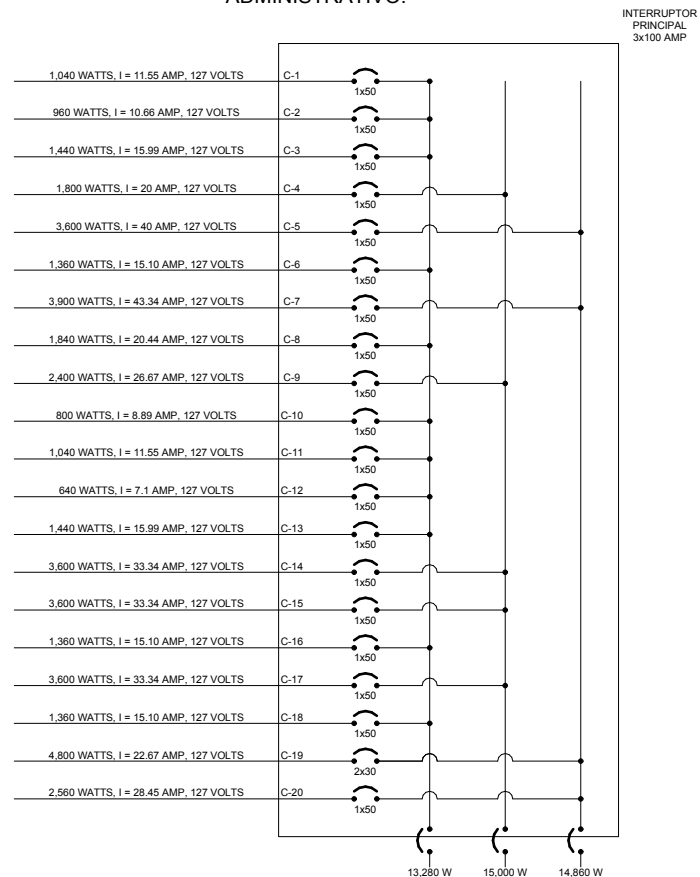 ADMINISTRATIVO.
INTERRUPTOR
PRINCIPAL
3x100 AMP
1,040 WATTS, I = 11.55 AMP, 127 VOLTS C-1
1x50
960 WATTS, I = 10.66 AMP, 127 VOLTS C-2
1x50
1,440 WATTS, I = 15.99 AMP, 127 VOLTS C-3
1x50
1,800 WATTS, I = 20 AMP, 127 VOLTS C-4
1x50
3,600 WATTS, I = 40 AMP, 127 VOLTS C-5
1x50
1,360 WATTS, I = 15.10 AMP, 127 VOLTS C-6
1x50
3,900 WATTS, I = 43.34 AMP, 127 VOLTS C-7
1x50
1,840 WATTS, I = 20.44 AMP, 127 VOLTS C-8
1x50
2,400 WATTS, I = 26.67 AMP, 127 VOLTS C-9
1x50
800 WATTS, I = 8.89 AMP, 127 VOLTS C-10
1x50
1,040 WATTS, I = 11.55 AMP, 127 VOLTS C-11
1x50
640 WATTS, I = 7.1 AMP, 127 VOLTS C-12
1x50
1,440 WATTS, I = 15.99 AMP, 127 VOLTS C-13
1x50
3,600 WATTS, I = 33.34 AMP, 127 VOLTS C-14
1x50
3,600 WATTS, I = 33.34 AMP, 127 VOLTS C-15
1x50
1,360 WATTS, I = 15.10 AMP, 127 VOLTS C-16
1x50
3,600 WATTS, I = 33.34 AMP, 127 VOLTS C-17
1x50
1,360 WATTS, I = 15.10 AMP, 127 VOLTS C-18
1x50
4,800 WATTS, I = 22.67 AMP, 127 VOLTS C-19
2x30
2,560 WATTS, I = 28.45 AMP, 127 VOLTS C-20
1x50
13,280 W 15,000 W 14,860 W